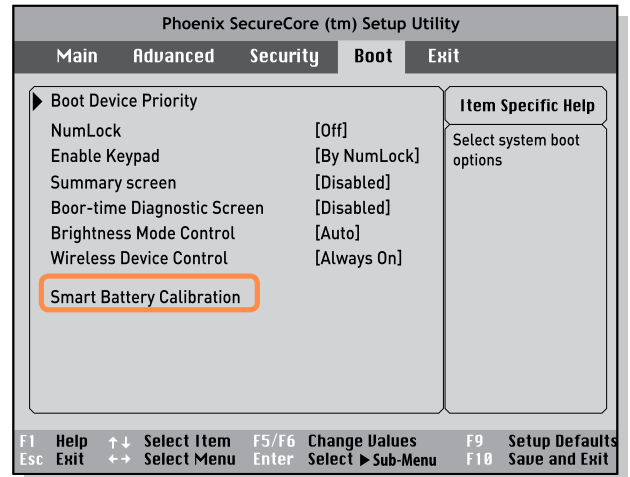 Phoenix SecureCore (tm) Setup Utility
Main Advanced Security Boot Exit
Boot Device Priority
NumLock [Off]
Enable Keypad [By NumLock]
Summary screen [Disabled]
Boor-time Diagnostic Screen [Disabled]
Brightness Mode Control [Auto]
Wireless Device Control [Always On]
Smart Battery Calibration
Item Specific Help
Select system boot
options
F1 Help ↑↓ Select Item F5/F6 Change Values F9 Setup Defaults
Esc Exit ←→ Select Menu Enter Select ▶ Sub-Menu F10 Save and Exit